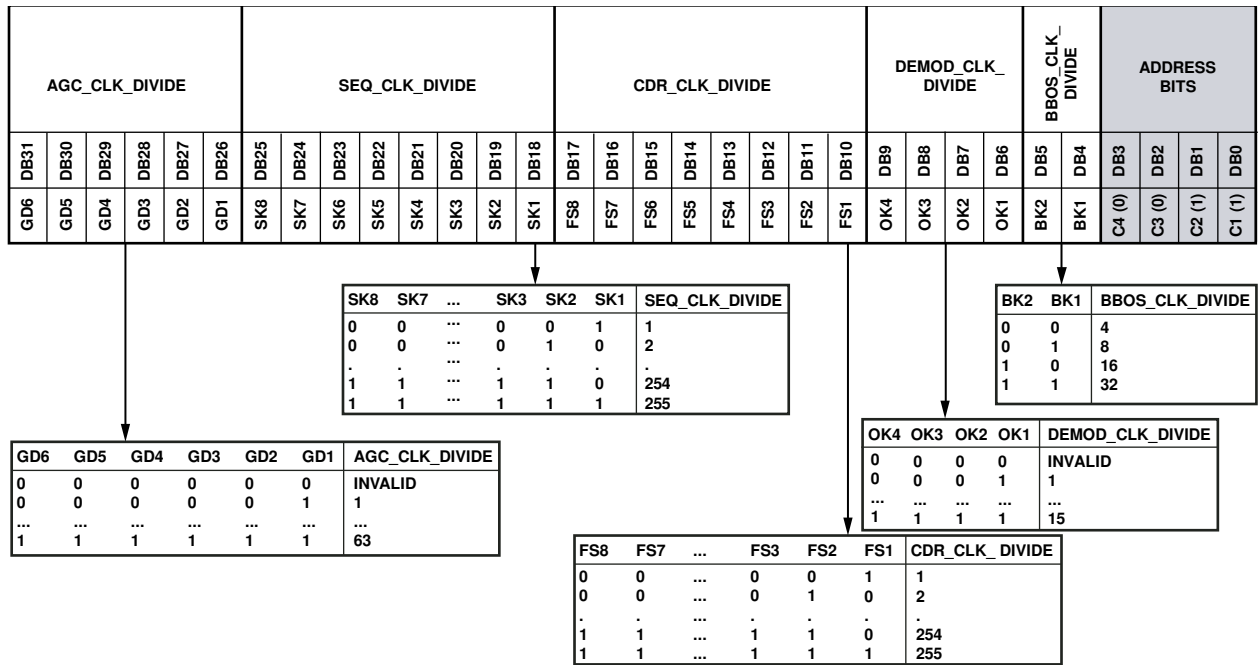 AGC_CLK_DIVIDE
SEQ_CLK_DIVIDE
CDR_CLK_DIVIDE
DEMOD_CLK_
DIVIDE
BBOS_CLK_
DIVIDE
ADDRESS
BITS
DB31 DB30 DB29 DB28 DB27 DB26 DB25 DB24 DB23 DB22 DB21 DB20 DB19 DB18 DB17 DB16 DB15 DB14 DB13 DB12 DB11 DB10 DB9 DB8 DB7 DB6 DB5 DB4 DB3 DB2 DB1 DB0
GD6 GD5 GD4 GD3 GD2 GD1 SK8 SK7 SK6 SK5 SK4 SK3 SK2 SK1 FS8 FS7 FS6 FS5 FS4 FS3 FS2 FS1 OK4 OK3 OK2 OK1 BK2 BK1 C4 (0) C3 (0) C2 (1) C1 (1)
SK8 SK7 ... SK3 SK2 SK1 SEQ_CLK_DIVIDE
0 0 ... 0 0 1 1
0 0 ... 0 1 0 2
. . ... . . . .
1 1 ... 1 1 0 254
1 1 ... 1 1 1 255
BK2 BK1 BBOS_CLK_DIVIDE
0 0 4
0 1 8
1 0 16
1 1 32
GD6 GD5 GD4 GD3 GD2 GD1 AGC_CLK_DIVIDE
0 0 0 0 0 0 INVALID
0 0 0 0 0 1 1
... ... ... ... ... ... ...
1 1 1 1 1 1 63
OK4 OK3 OK2 OK1 DEMOD_CLK_DIVIDE
0 0 0 0 INVALID
0 0 0 1 1
... ... ... ... ...
1 1 1 1 15
FS8 FS7 ... FS3 FS2 FS1 CDR_CLK_ DIVIDE
0 0 ... 0 0 1 1
0 0 ... 0 1 0 2
. . ... . . . .
1 1 ... 1 1 0 254
1 1 ... 1 1 1 255